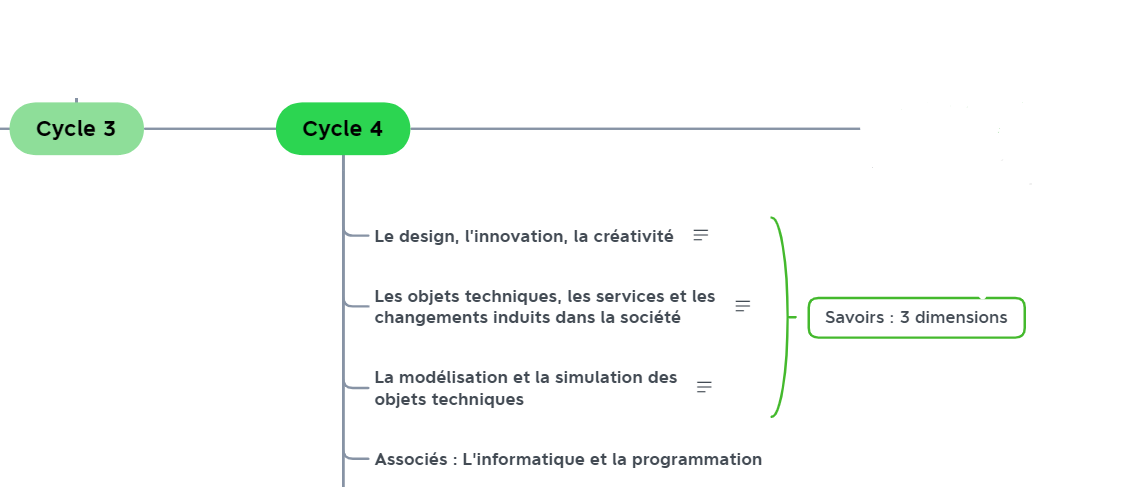 Cycle 3
Cycle 4
Le design, l'innovation, la créativité
Les objets techniques, les services et les
changements induits dans la société
Savoirs : 3 dimensions
La modélisation et la simulation des
objets techniques
Associés : L'informatique et la programmation